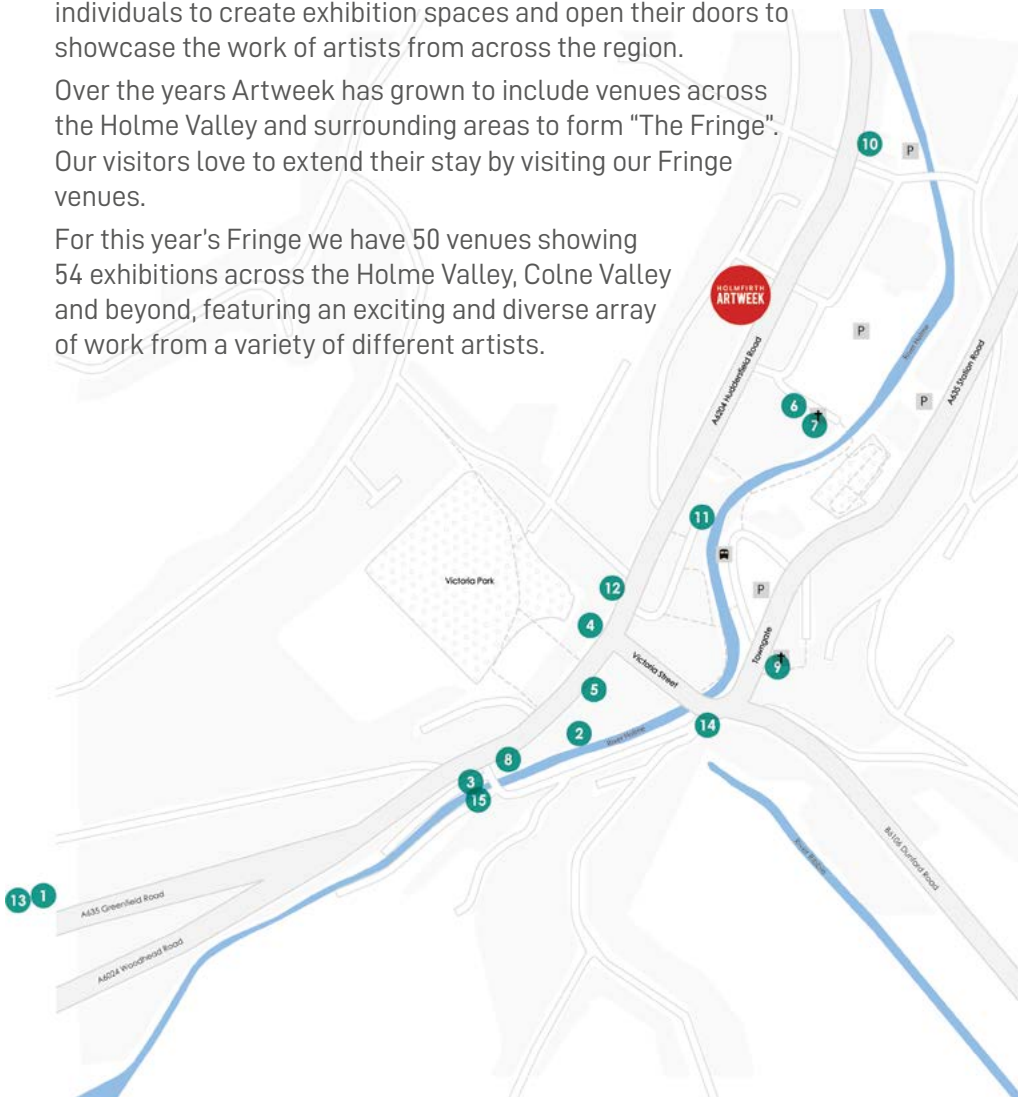 individuals to create exhibition spaces and open their doors to
showcase the work of artists from across the region.
Over the years Artweek has grown to include venues across
the Holme Valley and surrounding areas to form “The Fringe”.
Our visitors love to extend their stay by visiting our Fringe
venues.
For this year's Fringe we have 50 venues showing
54 exhibitions across the Holme Valley, Colne Valley
and beyond, featuring an exciting and diverse array
of work from a variety of different artists.
10
P
HOLMFIRTH
ARTWEEK
P
River Holme
A6204 Huddersfield Road
A635 Station Road
P
6
7
11
Victoria Park
12
P
4
Towngate
Victoria Street
9
5
2
River Holme
14
8
3
15
B6106 Dunford Road
River Ribble
13
1
A635 Greenfield Road
A6024 Woodhead Road